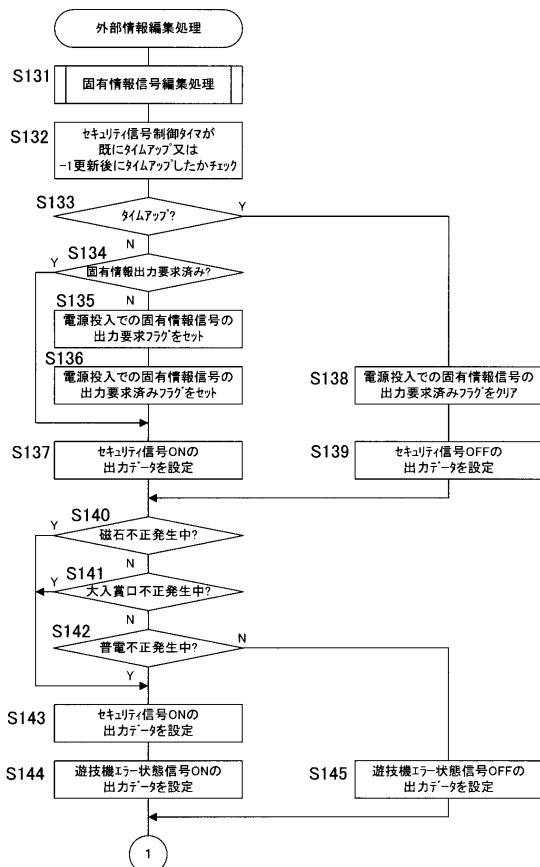 外部情報編集処理
S131
固有情報信号編集処理
S132
セキュリティ信号制御タイマが
既にタイムアップ又は
-1更新後にタイムアップしたかチェック
S133
タイムアップ?
Y
N
S134
Y
固有情報出力要求済み?
N
S135
電源投入での固有情報信号の
出力要求フラグをセット
S136
電源投入での固有情報信号の
出力要求済みフラグをセット
S138
電源投入での固有情報信号の
出力要求済みフラグをクリア
S137
セキュリティ信号ONの
出力データを設定
S139
セキュリティ信号OFFの
出力データを設定
S140
Y
磁石不正発生中?
N
S141
Y
大入賞口不正発生中?
N
S142
普電不正発生中?
N
Y
S143
セキュリティ信号ONの
出力データを設定
S144
遊技機エラー状態信号ONの
出力データを設定
S145
遊技機エラー状態信号OFFの
出力データを設定
1